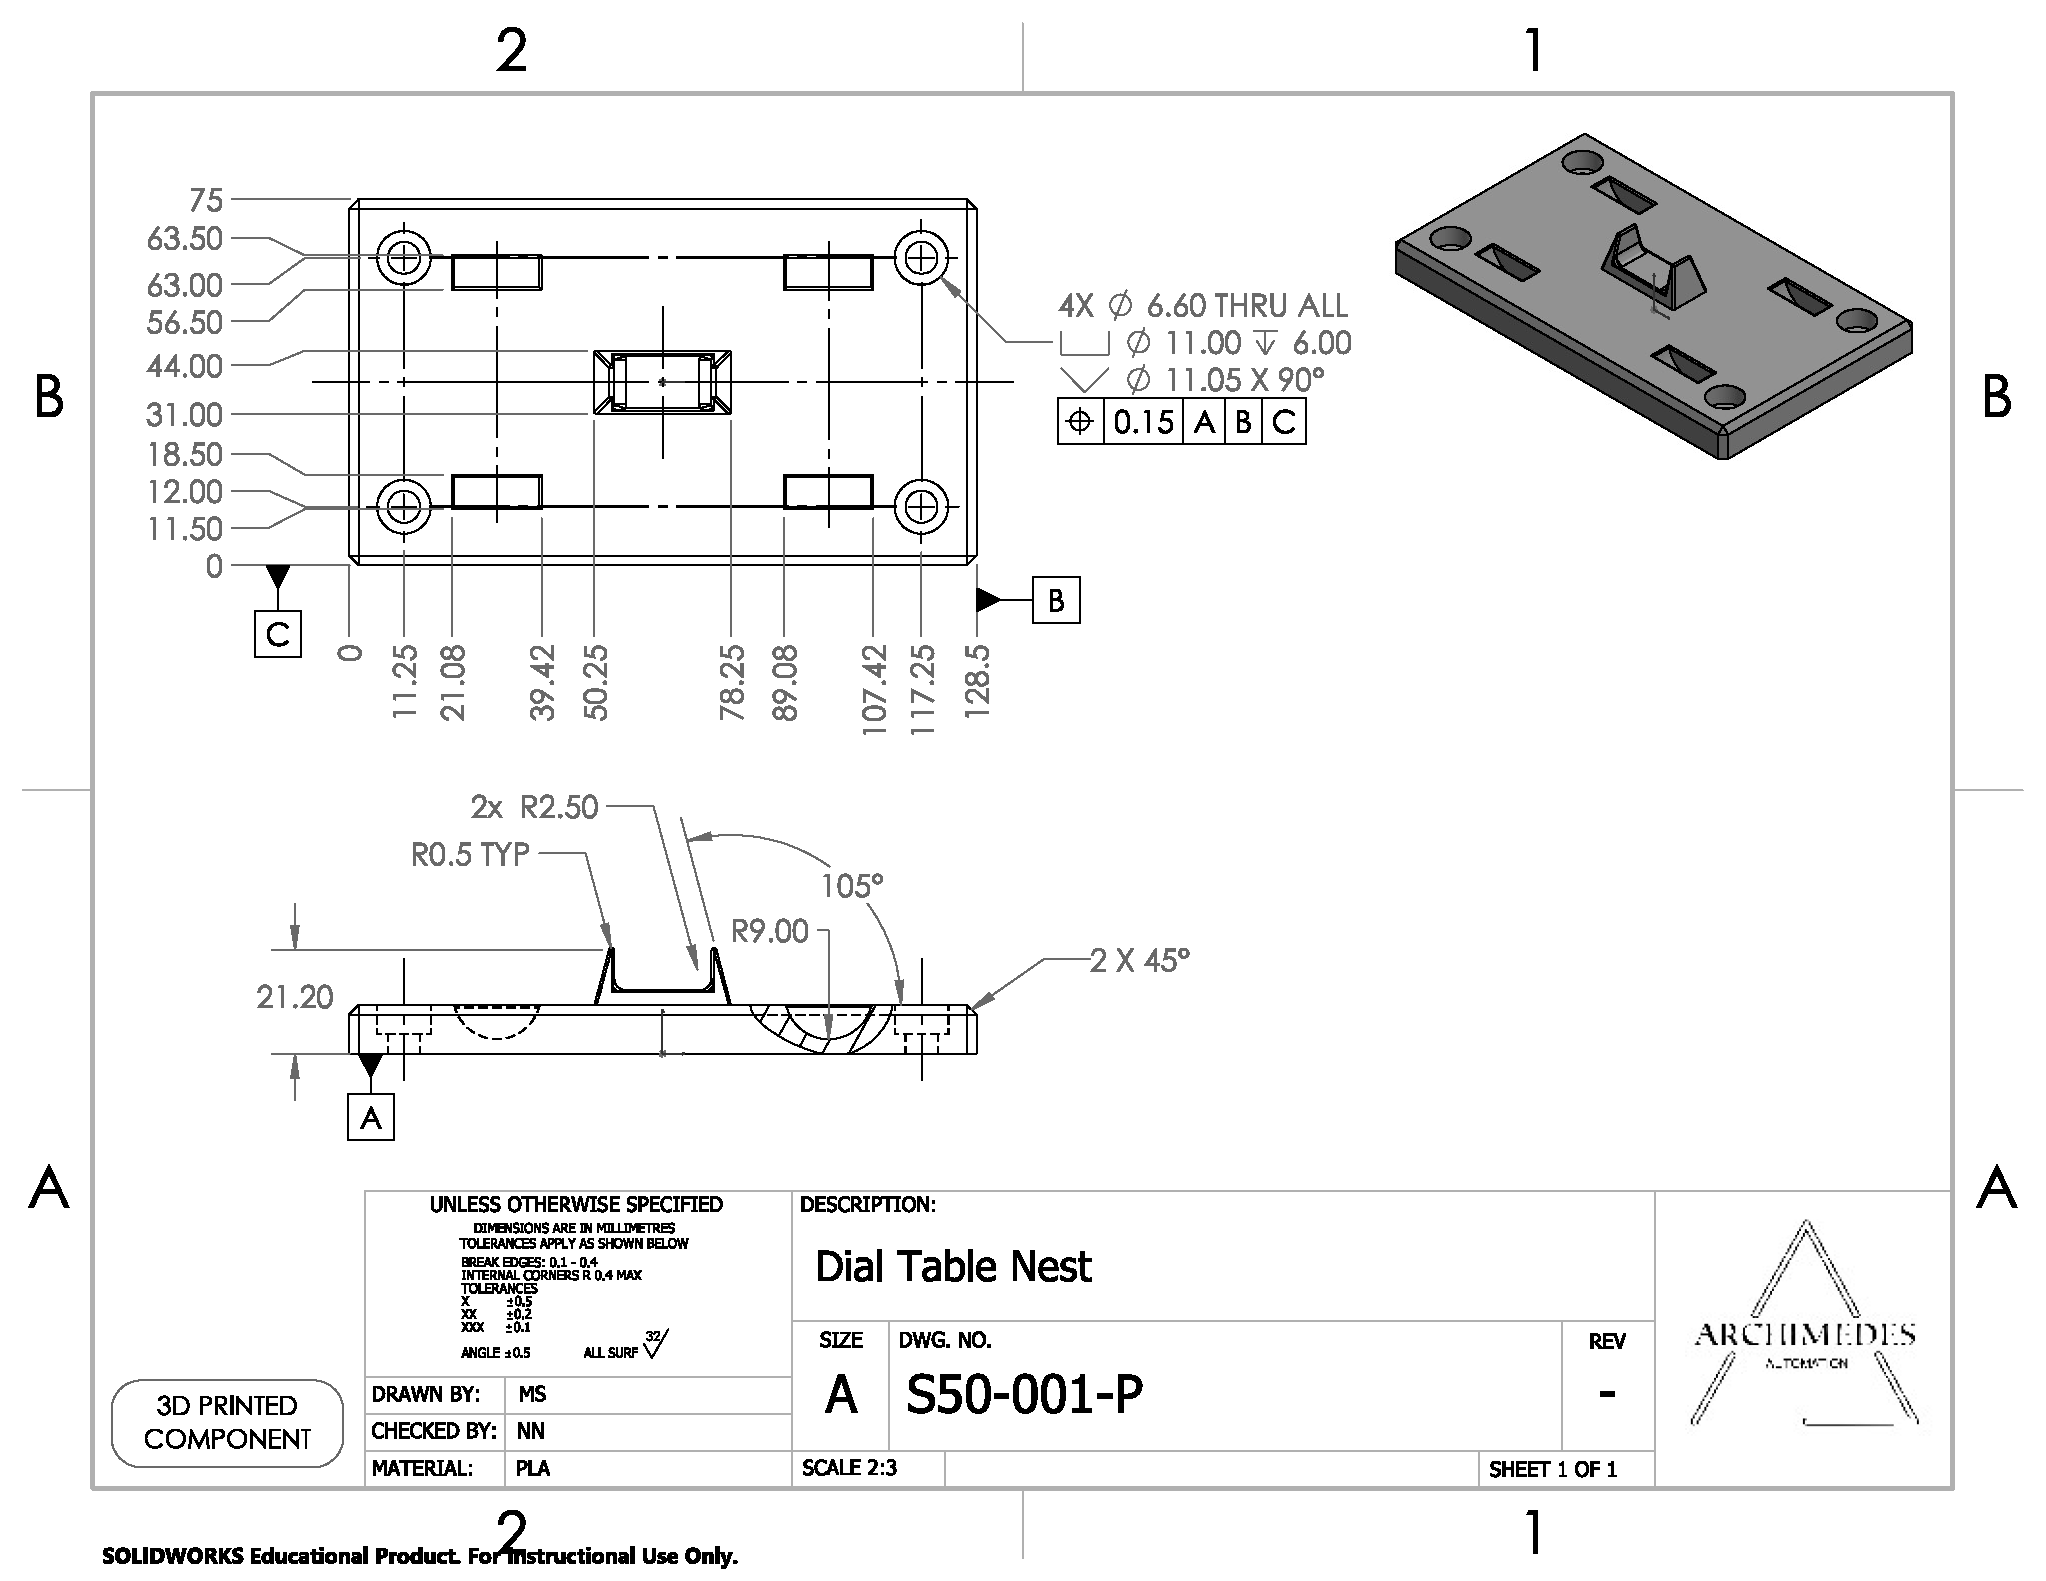 2
1
75
63.50
63.00
56.50
44.00
31.00
18.50
12.00
11.50
0
4X ⌀ 6.60 THRU ALL
⌴ ⌀ 11.00 ↧ 6.00
⌵ ⌀ 11.05 X 90°
⌖ 0.15 A B C
B
B
C
B
0
11.25
21.08
39.42
50.25
78.25
89.08
107.42
117.25
128.5
2x R2.50
R0.5 TYP
105°
R9.00
2 X 45°
21.20
A
A
A
UNLESS OTHERWISE SPECIFIED
DIMENSIONS ARE IN MILLIMETRES
TOLERANCES APPLY AS SHOWN BELOW
BREAK EDGES: 0.1 - 0.4
INTERNAL CORNERS R 0.4 MAX
TOLERANCES
X ±0.5
XX ±0.2
XXX ±0.1
ANGLE ±0.5 ALL SURF 32
DESCRIPTION:
Dial Table Nest
SIZE DWG. NO. REV
A S50-001-P -
DRAWN BY: MS
CHECKED BY: NN
MATERIAL: PLA
SCALE 2:3
SHEET 1 OF 1
ARCHIMEDES
AUTOMATION
3D PRINTED
COMPONENT
2
1
SOLIDWORKS Educational Product. For Instructional Use Only.